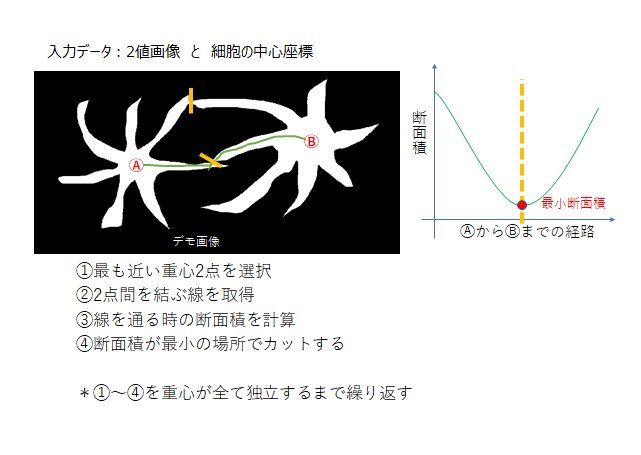 入力データ：2値画像 と 細胞の中心座標
A
B
デモ画像
断面積
最小断面積
ⒶからⒷまでの経路
①最も近い重心2点を選択
②2点間を結ぶ線を取得
③線を通る時の断面積を計算
④断面積が最小の場所でカットする
＊①～④を重心が全て独立するまで繰り返す